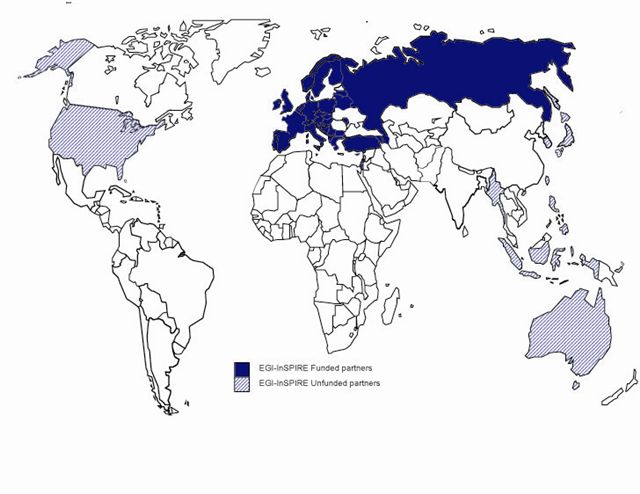 EGI-InSPIRE Funded partners
EGI-InSPIRE Unfunded partners